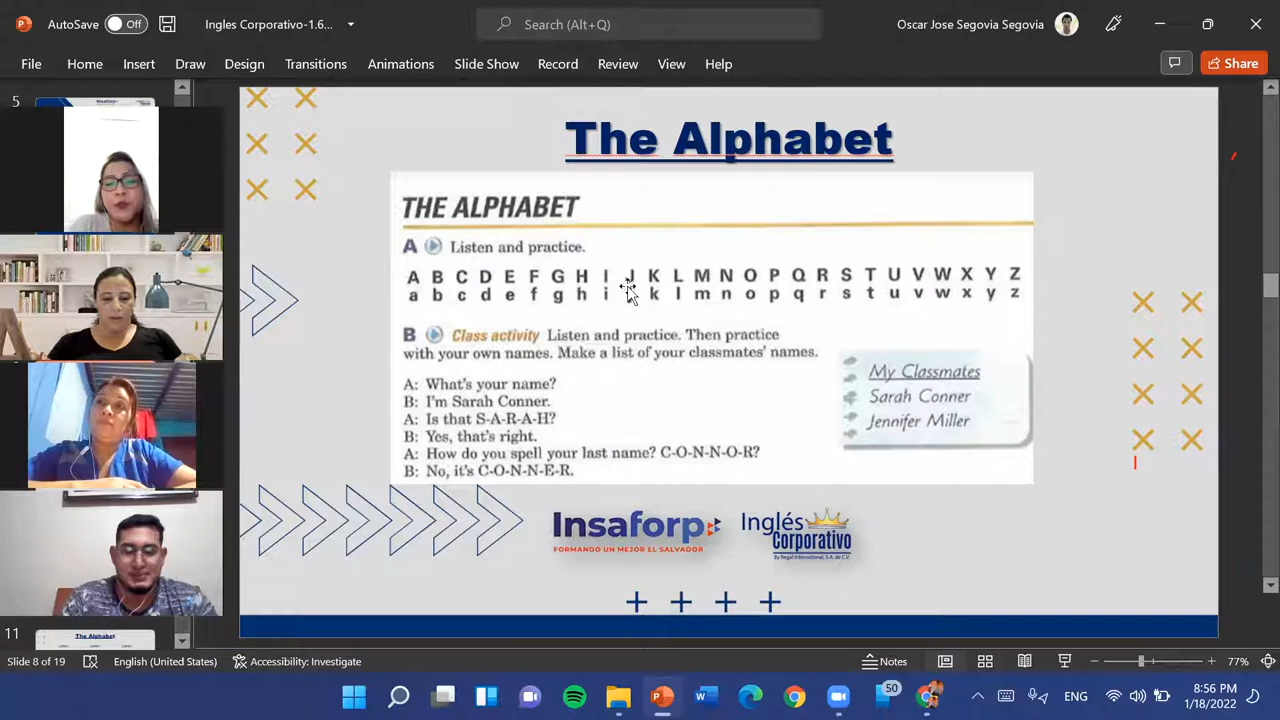 AutoSave Off Ingles Corporativo-1.6... Search (Alt+Q) Oscar Jose Segovia Segovia
File Home Insert Draw Design Transitions Animations Slide Show Record Review View Help Share
5
The Alphabet
THE ALPHABET
A Listen and practice.
A B C D E F G H I J K L M N O P Q R S T U V W X Y Z
a b c d e f g h i k l m n o p q r s t u v w x y z
B Class activity Listen and practice. Then practice
with your own names. Make a list of your classmates' names.
A: What's your name?
B: I'm Sarah Conner.
A: Is that S-A-R-A-H?
B: Yes, that's right.
A: How do you spell your last name? C-O-N-N-O-R?
B: No, it's C-O-N-N-E-R.
My Classmates
Sarah Conner
Jennifer Miller
Insaforp
FORMANDO UN MEJOR EL SALVADOR
Inglés
Corporativo
By Regal International, S.A. de C.V.
11
The Alphabet
Slide 8 of 19 English (United States) Accessibility: Investigate Notes 77%
50 ENG 8:56 PM
1/18/2022